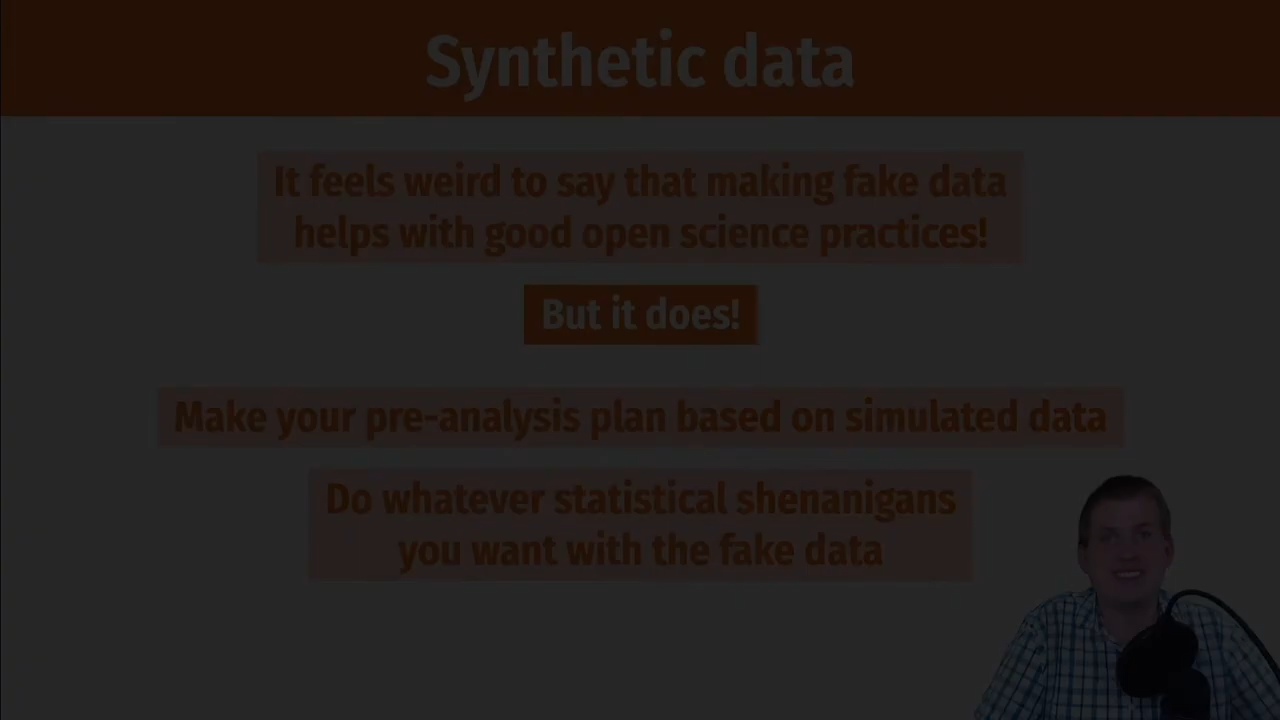 Synthetic data
It feels weird to say that making fake data
helps with good open science practices!
But it does!
Make your pre-analysis plan based on simulated data
Do whatever statistical shenanigans
you want with the fake data